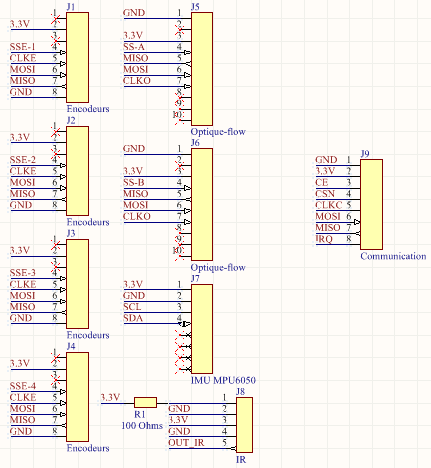 J1
1
3.3V 2
3
SSE-1 4
CLKE 5
MOSI 6
MISO 7
GND 8
Encodeurs
J2
1
3.3V 2
3
SSE-2 4
CLKE 5
MOSI 6
MISO 7
GND 8
Encodeurs
J3
1
3.3V 2
3
SSE-3 4
CLKE 5
MOSI 6
MISO 7
GND 8
Encodeurs
J4
1
3.3V 2
3
SSE-4 4
CLKE 5
MOSI 6
MISO 7
GND 8
Encodeurs
J5
GND 1
2
3.3V 3
SS-A 4
MISO 5
MOSI 6
CLKO 7
8
9
10
Optique-flow
J6
GND 1
2
3.3V 3
SS-B 4
MISO 5
MOSI 6
CLKO 7
8
9
10
Optique-flow
J7
3.3V 1
GND 2
SCL 3
SDA 4
IMU MPU6050
J8
3.3V 1
R1
100 Ohms
GND 2
3.3V 3
GND 4
OUT_IR 5
IR
J9
GND 1
3.3V 2
CE 3
CSN 4
CLKC 5
MOSI 6
MISO 7
IRQ 8
Communication